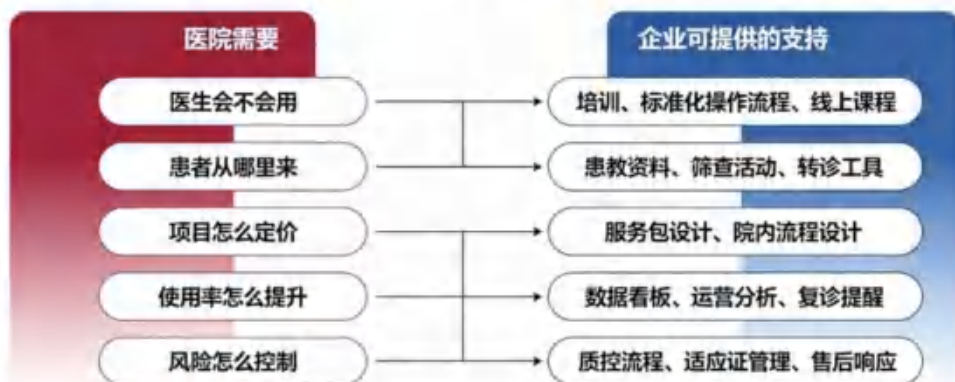 医院需要
企业可提供的支持
医生会不会用
培训、标准化操作流程、线上课程
患者从哪里来
患教资料、筛查活动、转诊工具
项目怎么定价
服务包设计、院内流程设计
使用率怎么提升
数据看板、运营分析、复诊提醒
风险怎么控制
质控流程、适应证管理、售后响应